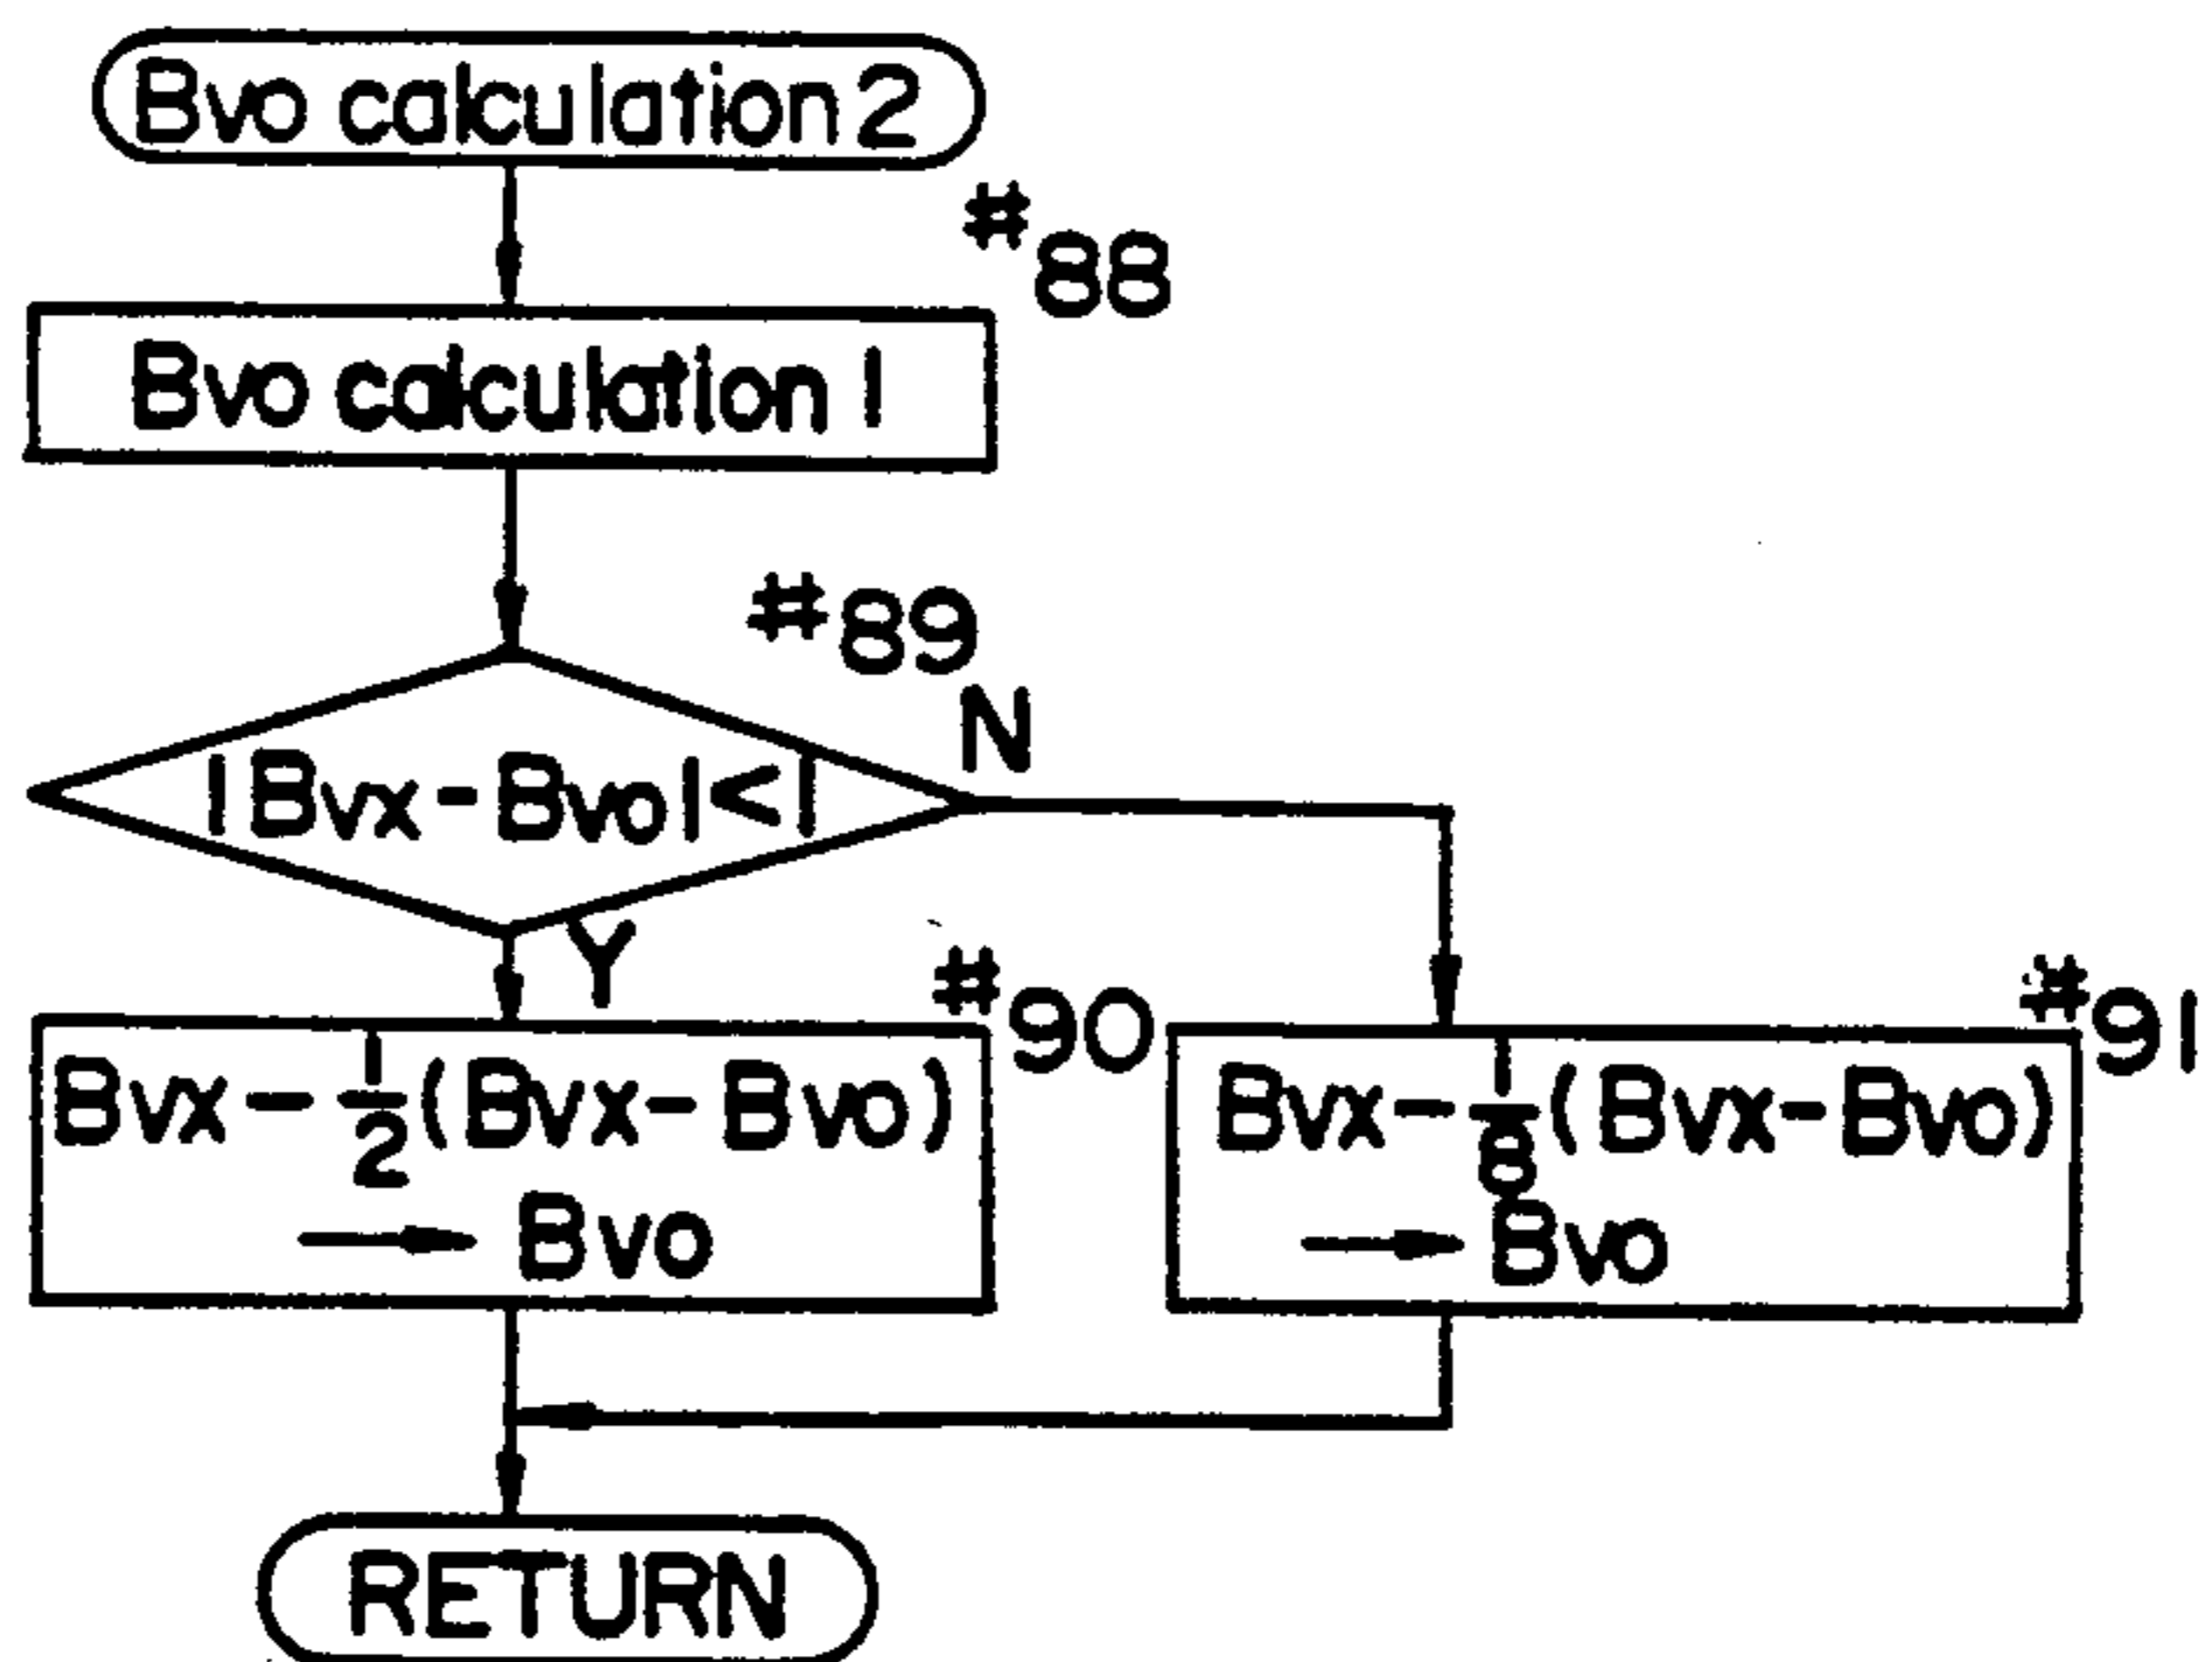 Bvo calculation 2
#88
Bvo calculation 1
#89
N
|Bvx-Bvo|<1
Y
#90
Bvx-1/2(Bvx-Bvo)
→ Bvo
#91
Bvx-1/8(Bvx-Bvo)
→ Bvo
RETURN